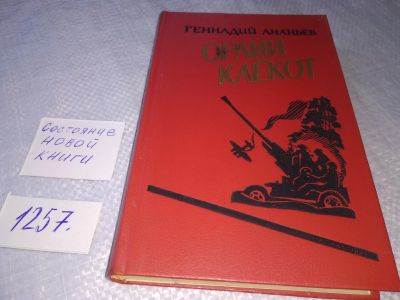 ГЕННАДИЙ АНАНЬЕВ
ОРЛИЙ
КЛЕКОТ
Состояние
новой
книги
1257.